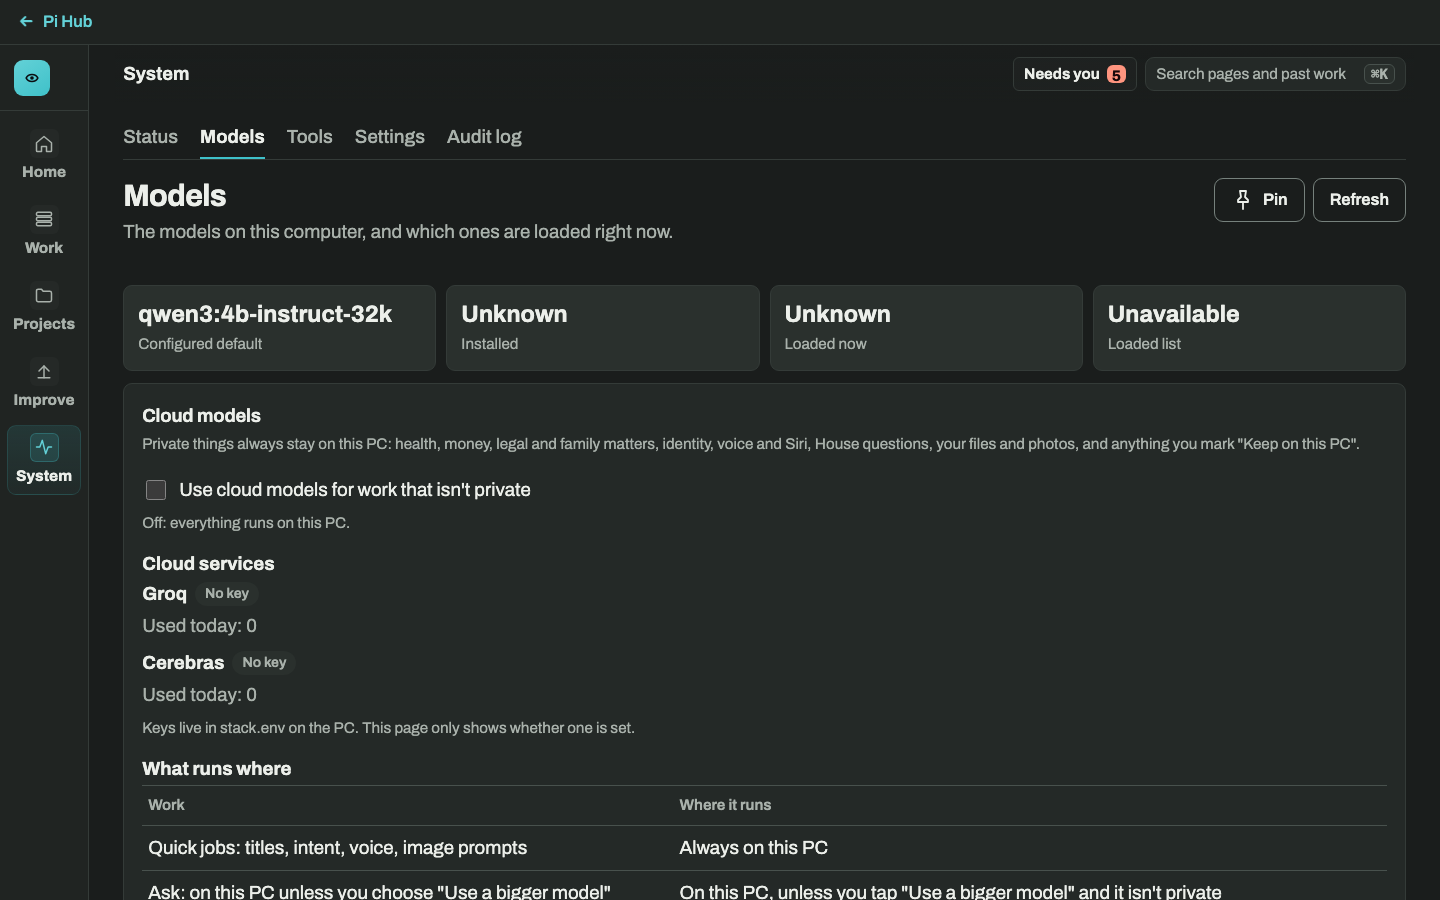 ← Pi Hub
System
Needs you 5
Search pages and past work ⌘K
Home
Work
Projects
Improve
System
Status Models Tools Settings Audit log
Models
The models on this computer, and which ones are loaded right now.
Pin
Refresh
qwen3:4b-instruct-32k
Configured default
Unknown
Installed
Unknown
Loaded now
Unavailable
Loaded list
Cloud models
Private things always stay on this PC: health, money, legal and family matters, identity, voice and Siri, House questions, your files and photos, and anything you mark "Keep on this PC".
Use cloud models for work that isn't private
Off: everything runs on this PC.
Cloud services
Groq No key
Used today: 0
Cerebras No key
Used today: 0
Keys live in stack.env on the PC. This page only shows whether one is set.
What runs where
Work Where it runs
Quick jobs: titles, intent, voice, image prompts Always on this PC
Ask: on this PC unless you choose "Use a bigger model" On this PC, unless you tap "Use a bigger model" and it isn't private